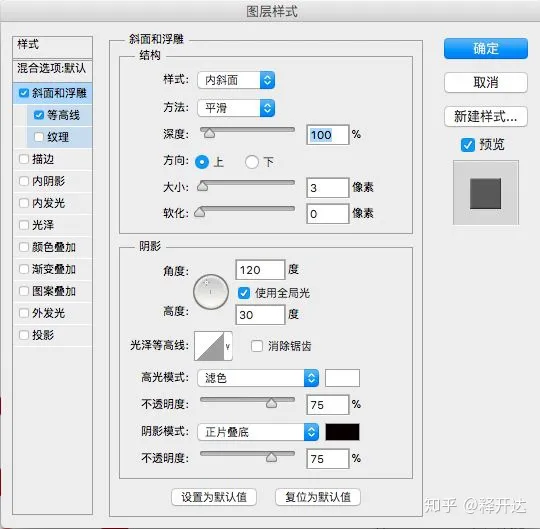 图层样式
样式
混合选项:默认
斜面和浮雕
等高线
纹理
描边
内阴影
内发光
光泽
颜色叠加
渐变叠加
图案叠加
外发光
投影
斜面和浮雕
结构
样式: 内斜面
方法: 平滑
深度: 100 %
方向: 上 下
大小: 3 像素
软化: 0 像素
阴影
角度: 120 度
使用全局光
高度: 30 度
光泽等高线: 消除锯齿
高光模式: 滤色
不透明度: 75 %
阴影模式: 正片叠底
不透明度: 75 %
设置为默认值 复位为默认值
确定
取消
新建样式...
预览
知乎 @释开达